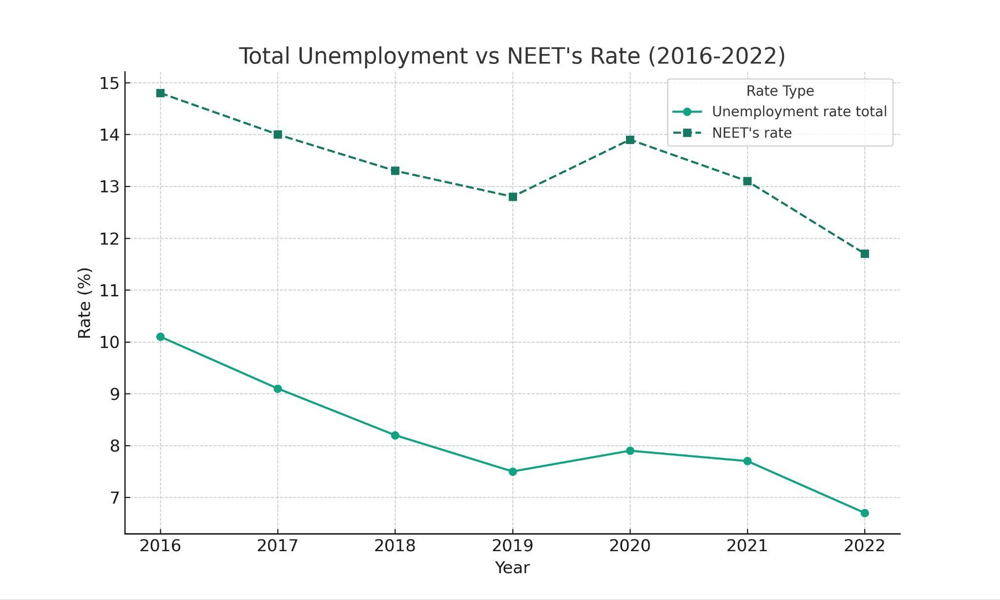 Total Unemployment vs NEET's Rate (2016-2022)
Rate Type
Unemployment rate total
NEET's rate
Rate (%)
15
14
13
12
11
10
9
8
7
2016 2017 2018 2019 2020 2021 2022
Year